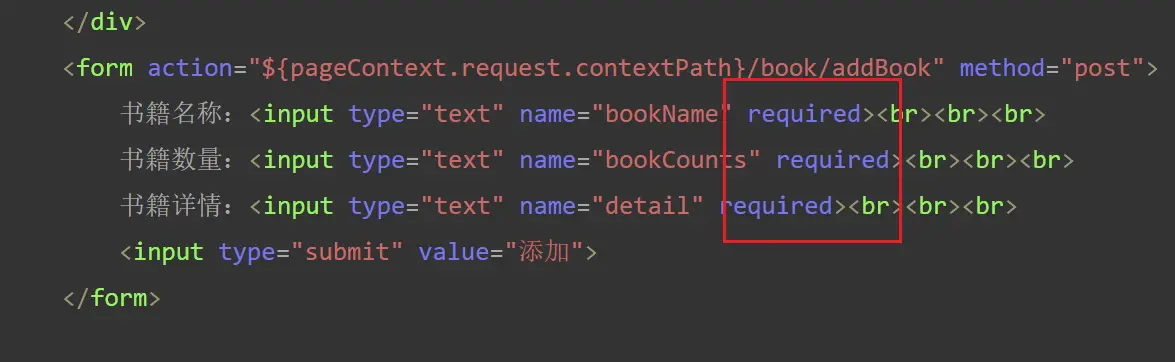 </div>
<form action="${pageContext.request.contextPath}/book/addBook" method="post">
书籍名称：<input type="text" name="bookName" required><br><br><br>
书籍数量：<input type="text" name="bookCounts" required><br><br><br>
书籍详情：<input type="text" name="detail" required><br><br><br>
<input type="submit" value="添加">
</form>